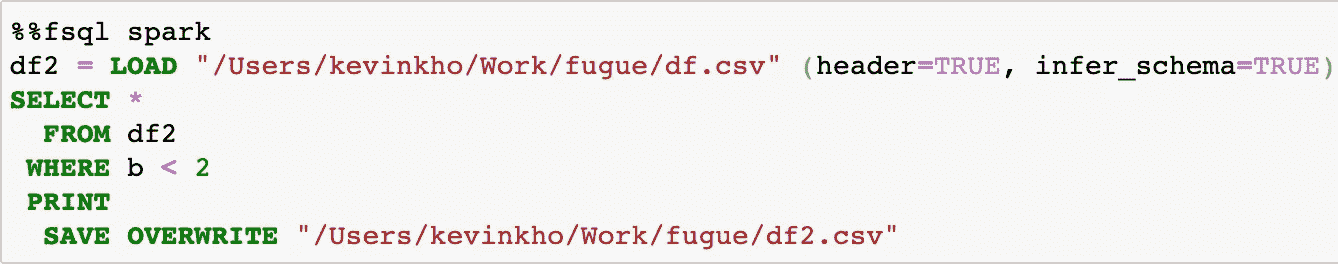 %%fsql spark
df2 = LOAD "/Users/kevinkho/Work/fugue/df.csv" (header=TRUE, infer_schema=TRUE)
SELECT *
  FROM df2
 WHERE b < 2
 PRINT
  SAVE OVERWRITE "/Users/kevinkho/Work/fugue/df2.csv"